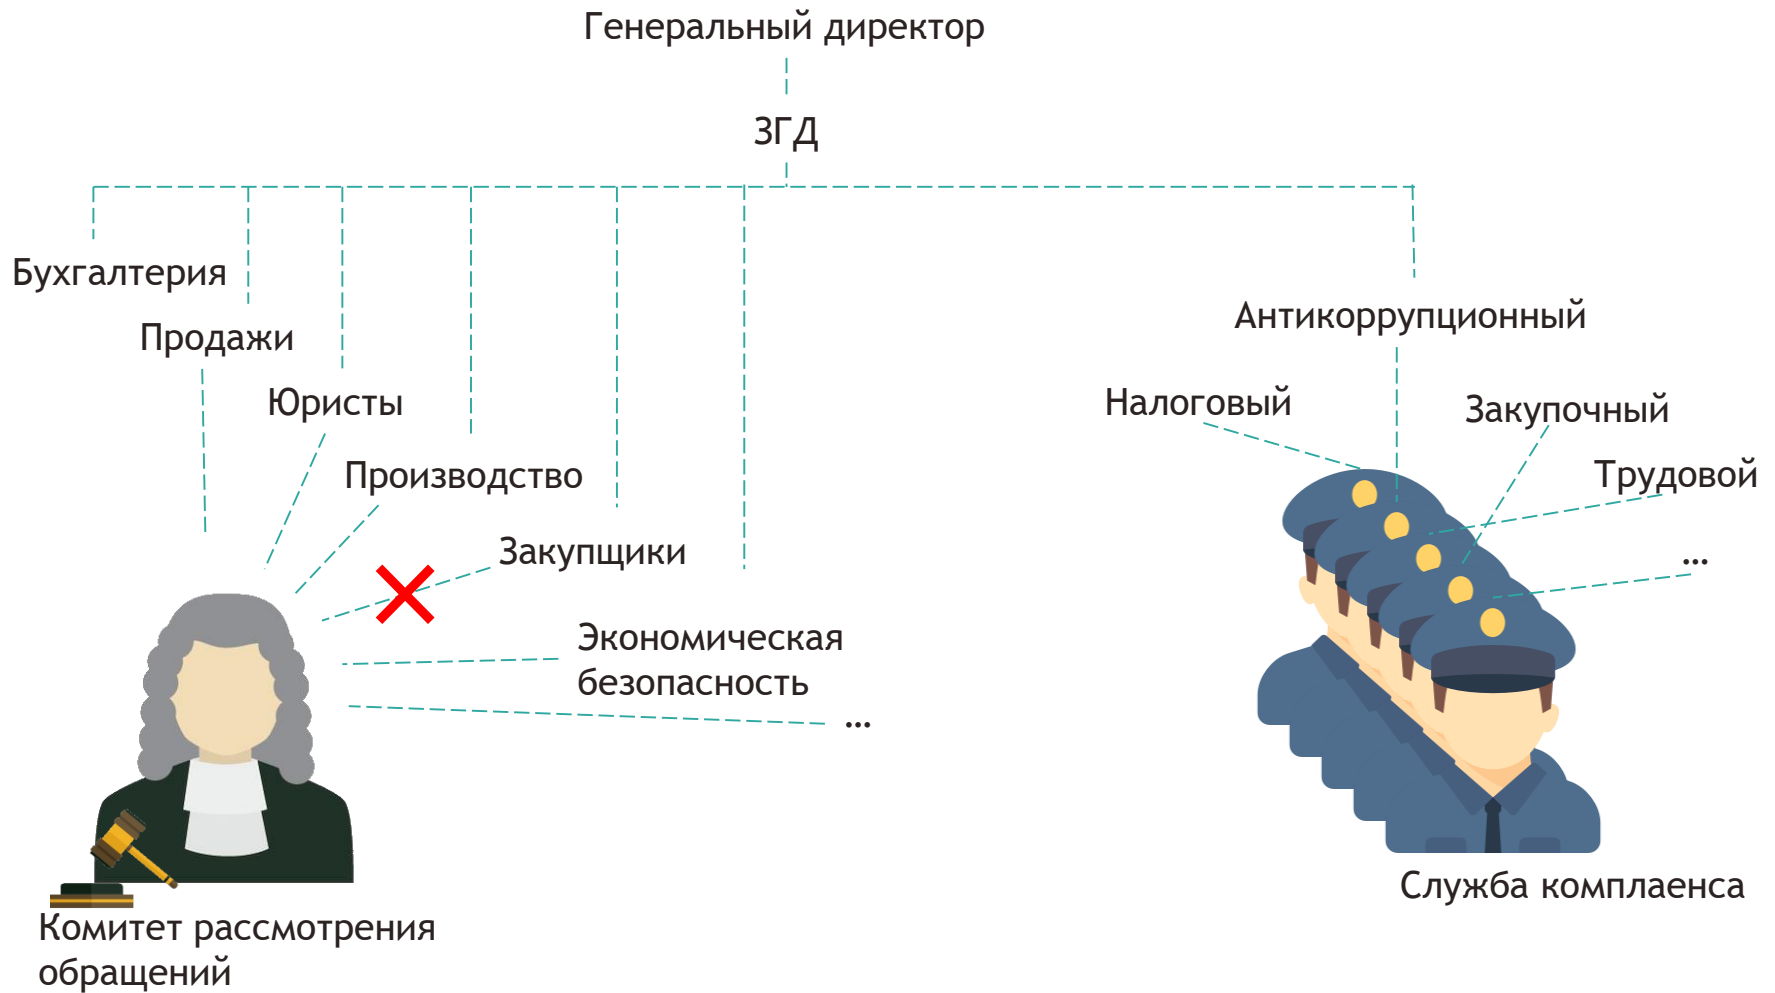 Генеральный директор
ЗГД
Бухгалтерия
Продажи
Юристы
Производство
Закупщики
Экономическая
безопасность
...
Комитет рассмотрения
обращений
Антикоррупционный
Налоговый
Закупочный
Трудовой
...
Служба комплаенса